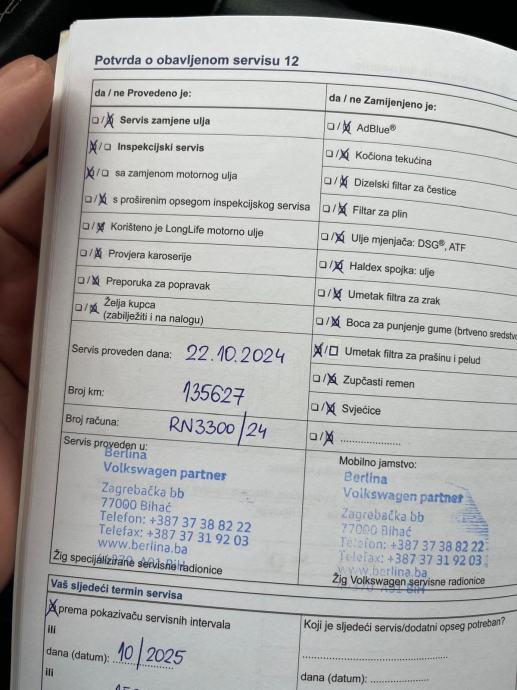 Potvrda o obavljenom servisu 12
da / ne Provedeno je:
Servis zamjene ulja
Inspekcijski servis
sa zamjenom motornog ulja
s proširenim opsegom inspekcijskog servisa
Korišteno je LongLife motorno ulje
Provjera karoserije
Preporuka za popravak
Želja kupca
(zabilježiti i na nalogu)
da / ne Zamijenjeno je:
AdBlue®
Kočiona tekućina
Dizelski filtar za čestice
Filtar za plin
Ulje mjenjača: DSG®, ATF
Haldex spojka: ulje
Umetak filtra za zrak
Boca za punjenje gume (brtveno sredstvo
Umetak filtra za prašinu i pelud
Zupčasti remen
Svjećice
....................
Servis proveden dana: 22.10.2024
Broj km: 135627
Broj računa: RN3300/24
Servis proveden u:
Berlina
Volkswagen partner
Zagrebačka bb
77000 Bihać
Telefon: +387 37 38 82 22
Telefax: +387 37 31 92 03
www.berlina.ba
Žig specijalizirane servisne radionice
Mobilno jamstvo:
Berlina
Volkswagen partner
Zagrebačka bb
77000 Bihać
Telefon: +387 37 38 82 22
Telefax: +387 37 31 92 03
www.berlina.ba
Žig Volkswagen servisne radionice
Vaš sljedeći termin servisa
prema pokazivaču servisnih intervala
ili
dana (datum): 10/2025
ili
Koji je sljedeći servis/dodatni opseg potreban?
dana (datum):